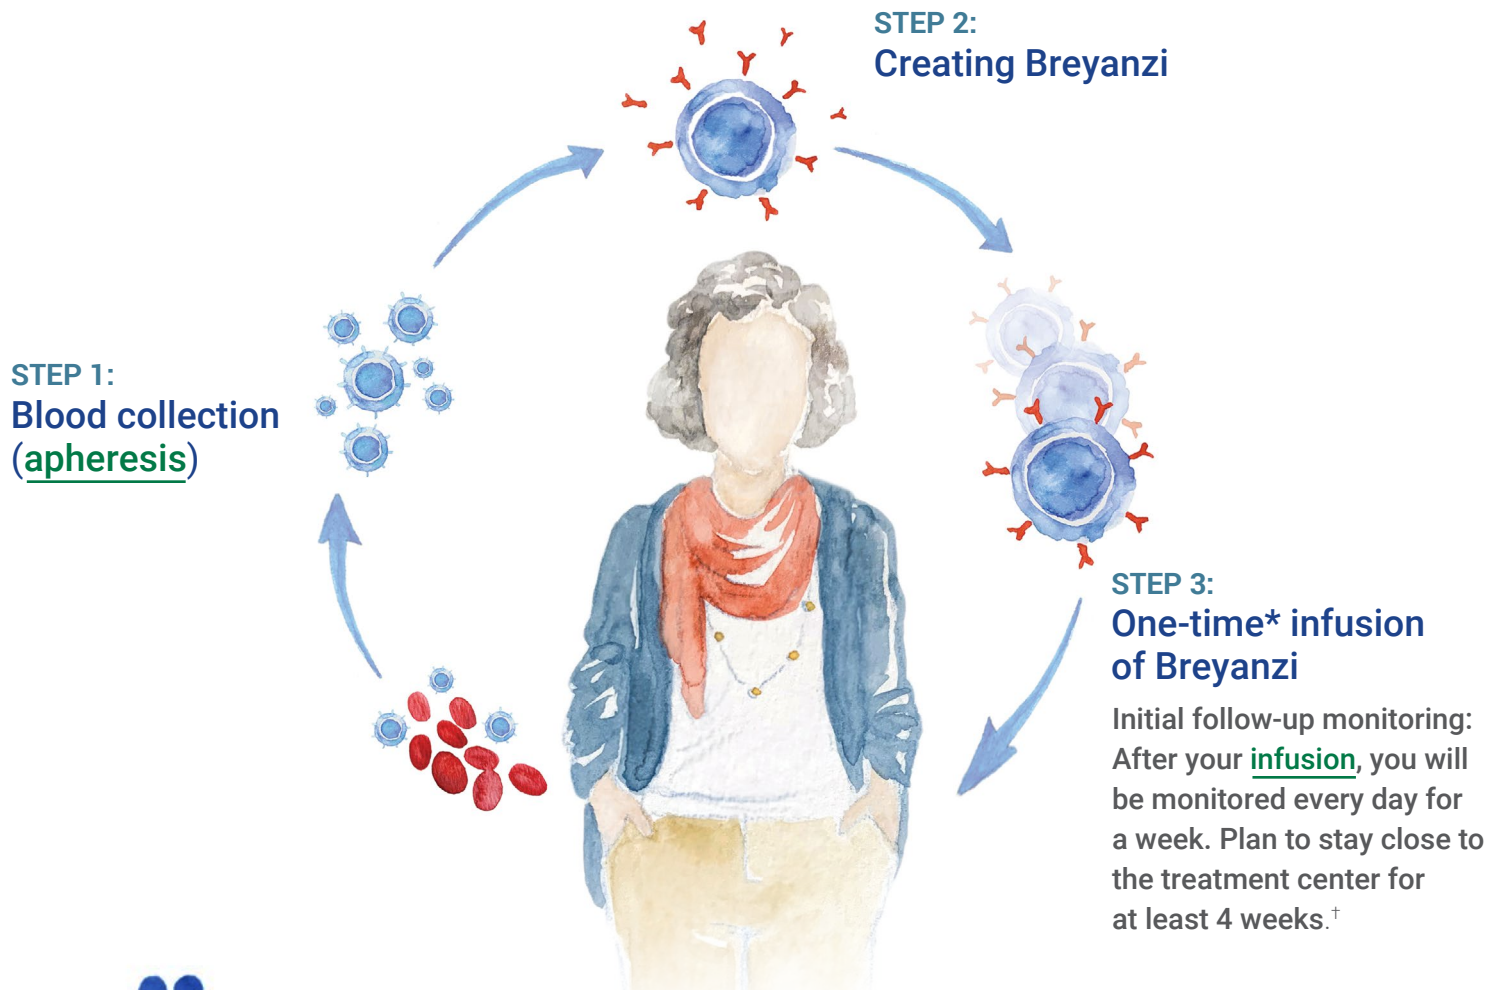 STEP 2:
Creating Breyanzi
STEP 1:
Blood collection
(apheresis)
STEP 3:
One-time* infusion
of Breyanzi
Initial follow-up monitoring:
After your infusion, you will
be monitored every day for
a week. Plan to stay close to
the treatment center for
at least 4 weeks.†